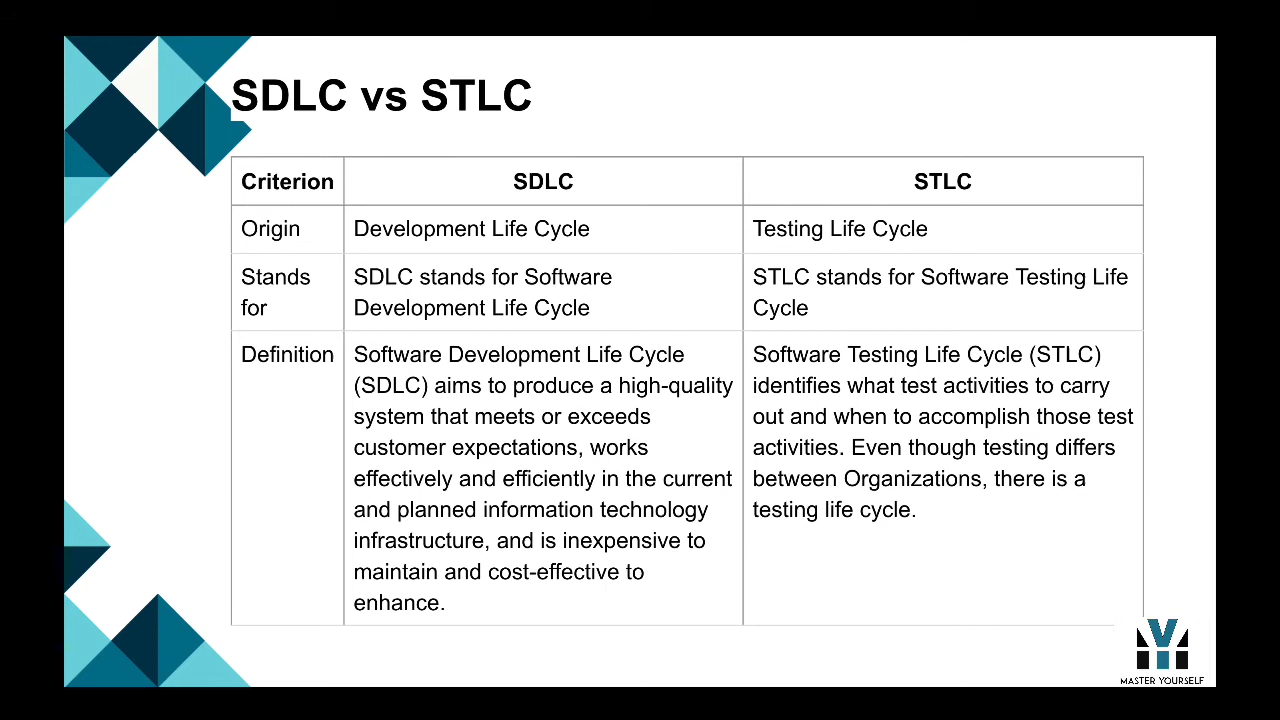 SDLC vs STLC
Criterion
SDLC
STLC
Origin
Development Life Cycle
Testing Life Cycle
Stands
for
SDLC stands for Software
Development Life Cycle
STLC stands for Software Testing Life
Cycle
Definition
Software Development Life Cycle
(SDLC) aims to produce a high-quality
system that meets or exceeds
customer expectations, works
effectively and efficiently in the current
and planned information technology
infrastructure, and is inexpensive to
maintain and cost-effective to
enhance.
Software Testing Life Cycle (STLC)
identifies what test activities to carry
out and when to accomplish those test
activities. Even though testing differs
between Organizations, there is a
testing life cycle.
MASTER YOURSELF